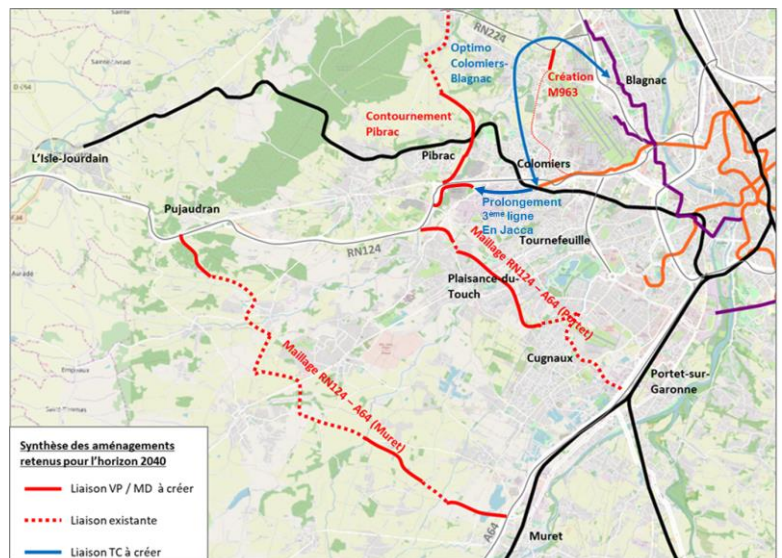 RN224
Optimo
Colomiers-
Blagnac
Blagnac
Création
M963
Contournement
Pibrac
L'Isle-Jourdain
Pibrac
Colomiers
Pujaudran
Prolongement
3ème ligne
En Jacca
RN124
Tournefeuille
Maillage RN124 – A64 (Portet)
Plaisance-du-
Touch
Maillage RN124 – A64 (Muret)
Cugnaux
Portet-sur-
Garonne
Synthèse des aménagements
retenus pour l'horizon 2040
Liaison VP / MD à créer
Liaison existante
Liaison TC à créer
A64
Muret